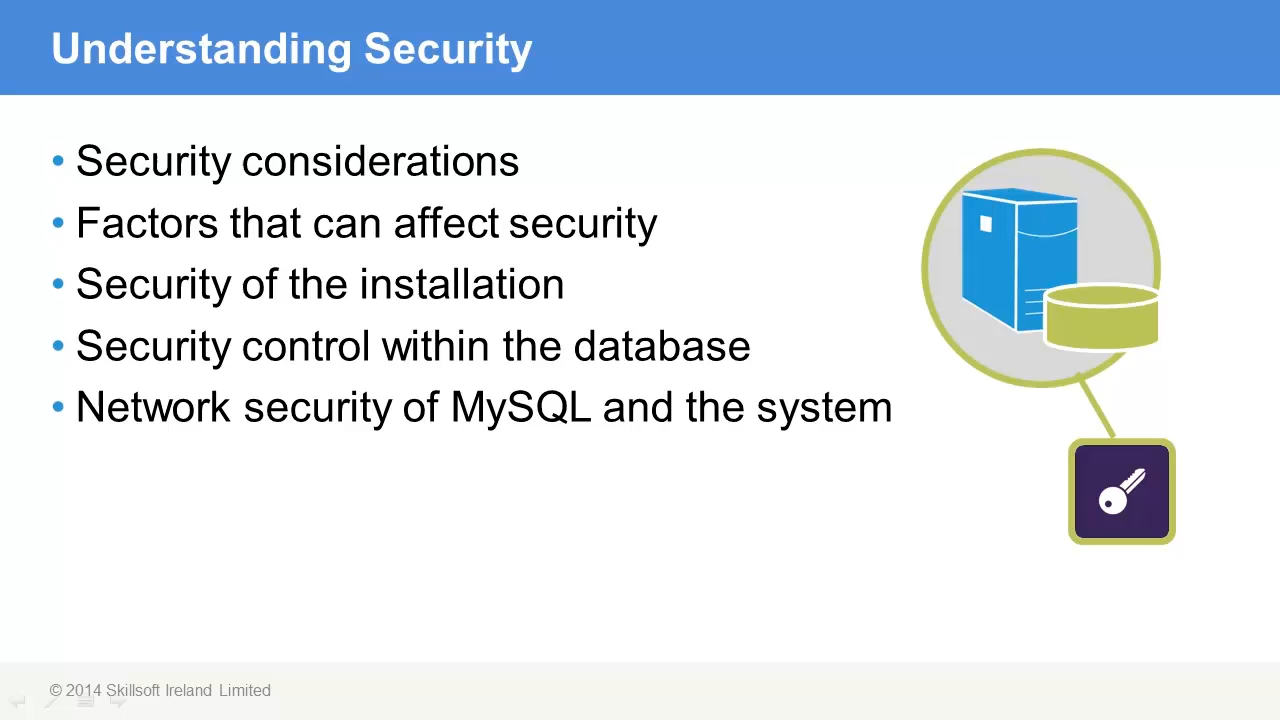 Understanding Security
• Security considerations
• Factors that can affect security
• Security of the installation
• Security control within the database
• Network security of MySQL and the system
© 2014 Skillsoft Ireland Limited